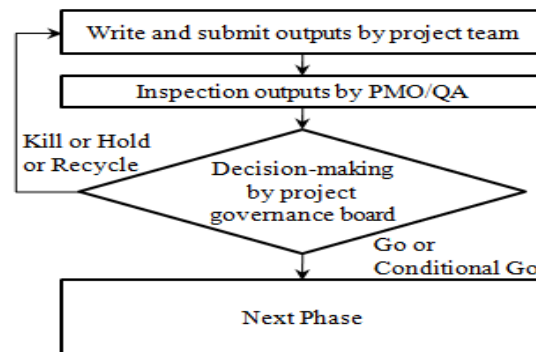 Write and submit outputs by project team
Inspection outputs by PMO/QA
Kill or Hold
or Recycle
Decision-making
by project
governance board
Go or
Conditional Go
Next Phase